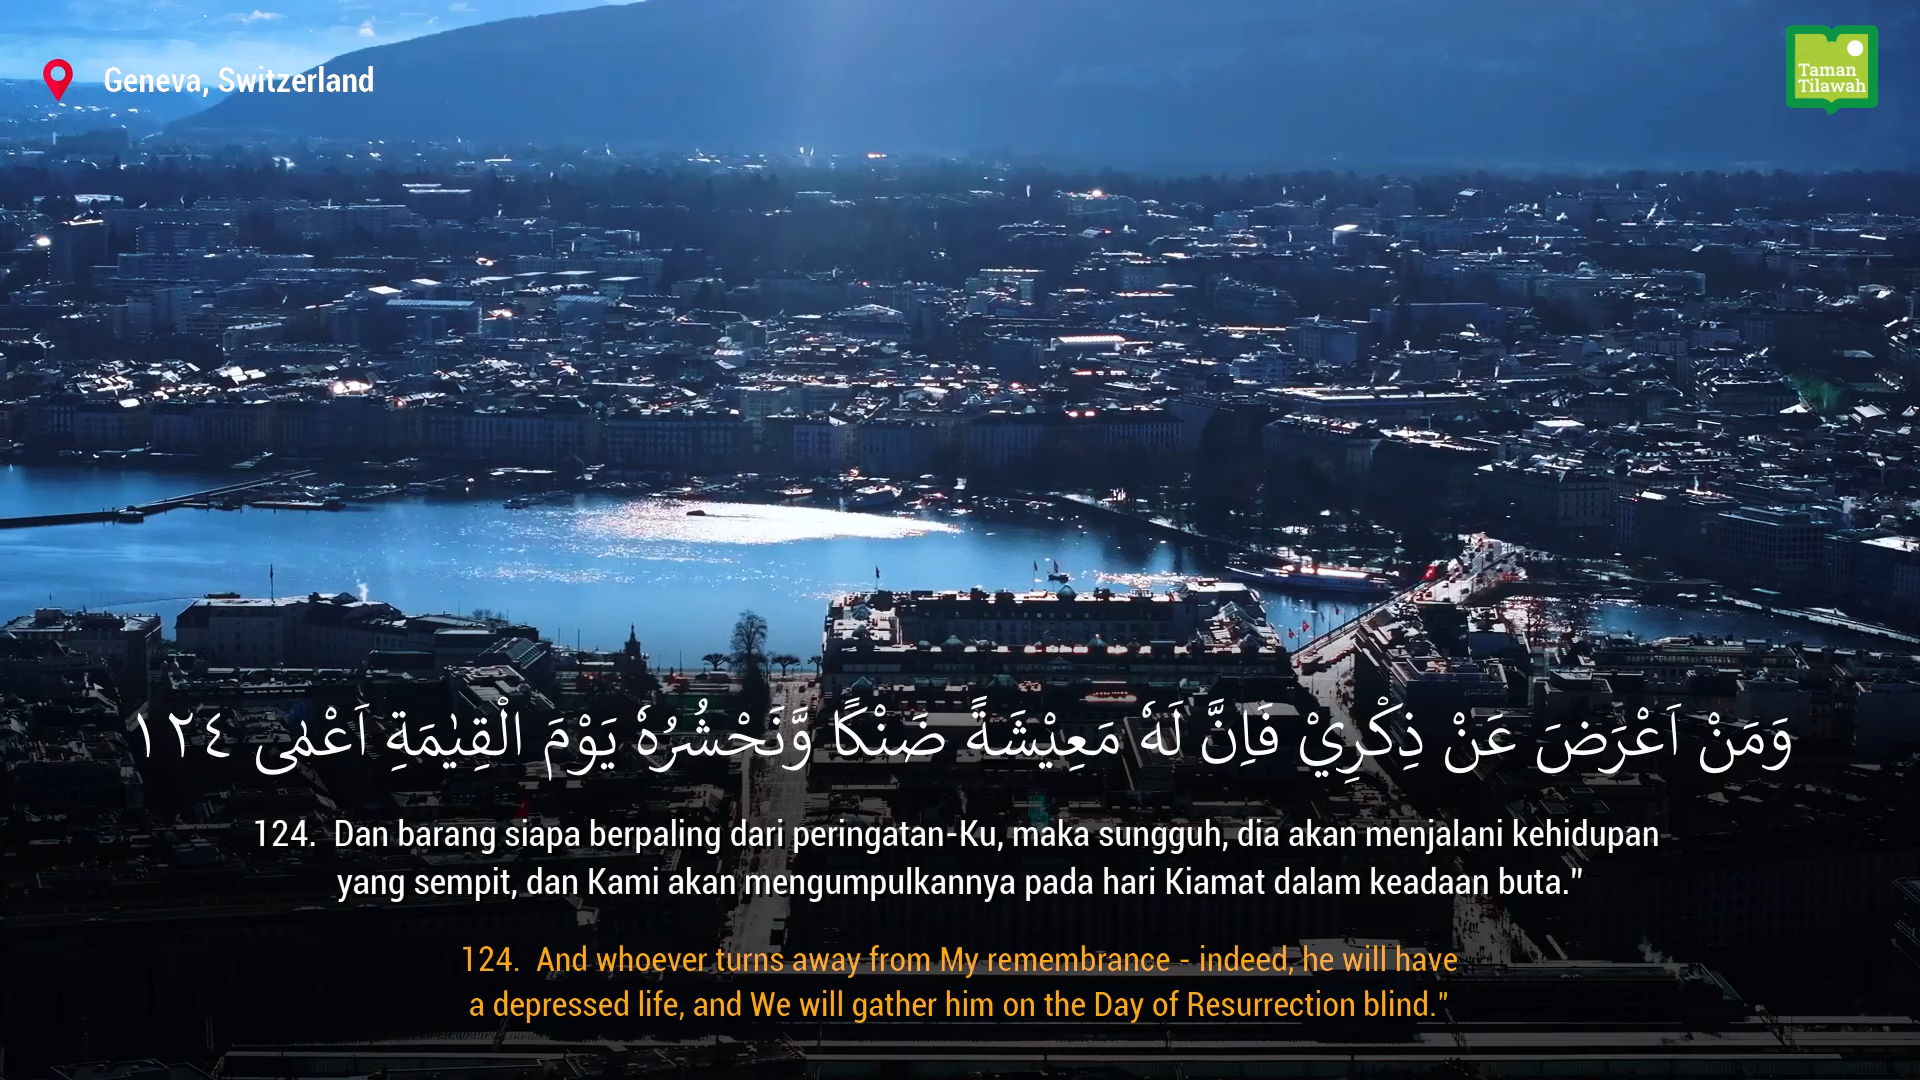 Geneva, Switzerland
Taman
Tilawah
وَمَنْ اَعْرَضَ عَنْ ذِكْرِيْ فَاِنَّ لَهٗ مَعِيْشَةً ضَنْكًا وَّنَحْشُرُهٗ يَوْمَ الْقِيٰمَةِ اَعْمٰى ١٢٤
124. Dan barang siapa berpaling dari peringatan-Ku, maka sungguh, dia akan menjalani kehidupan
yang sempit, dan Kami akan mengumpulkannya pada hari Kiamat dalam keadaan buta.”
124. And whoever turns away from My remembrance - indeed, he will have
a depressed life, and We will gather him on the Day of Resurrection blind.”